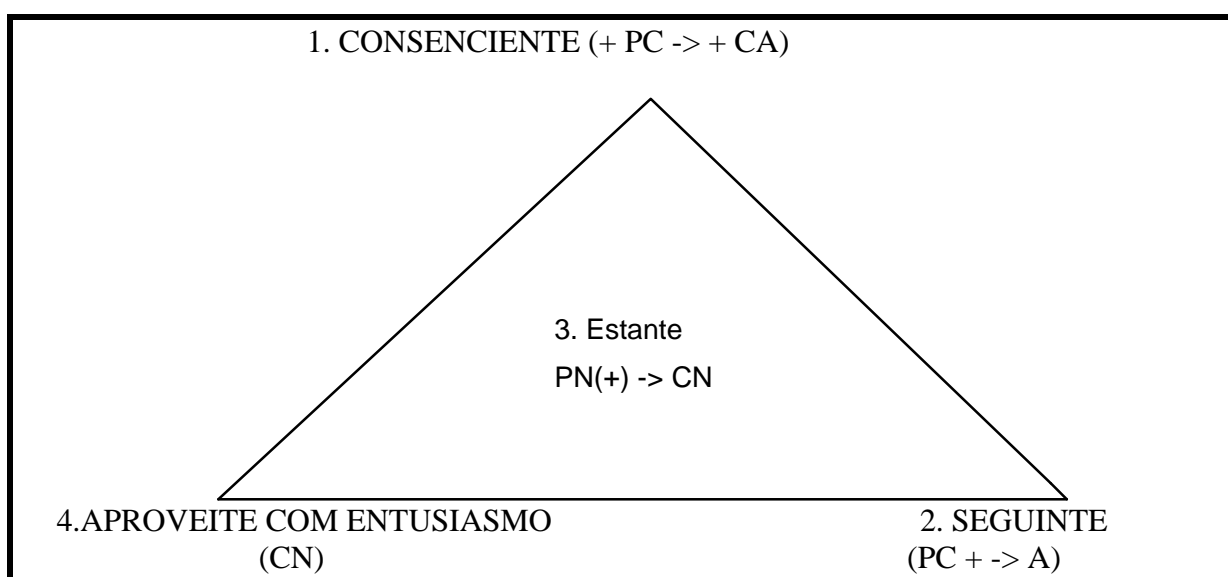 1. CONSENCIENTE (+ PC -> + CA)
3. Estante
PN(+) -> CN
4.APROVEITE COM ENTUSIASMO
(CN)
2. SEGUINTE
(PC + -> A)